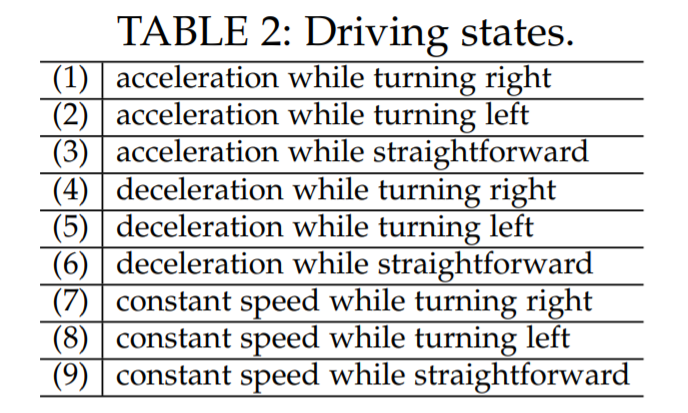 TABLE 2: Driving states.
(1) acceleration while turning right
(2) acceleration while turning left
(3) acceleration while straightforward
(4) deceleration while turning right
(5) deceleration while turning left
(6) deceleration while straightforward
(7) constant speed while turning right
(8) constant speed while turning left
(9) constant speed while straightforward